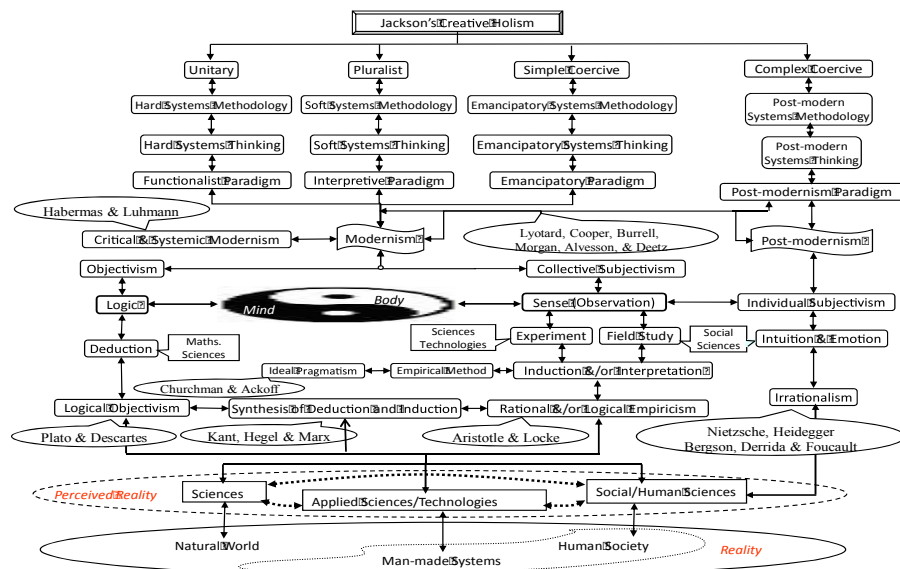 Jackson's Creative Holism
Unitary
Pluralist
Simple Coercive
Complex Coercive
Hard Systems Methodology
Soft Systems Methodology
Emancipatory Systems Methodology
Post-modern
Systems Methodology
Hard Systems Thinking
Soft Systems Thinking
Emancipatory Systems Thinking
Post-modern
Systems Thinking
Functionalist Paradigm
Interpretive Paradigm
Emancipatory Paradigm
Post-modernism Paradigm
Habermas & Luhmann
Critical & Systemic Modernism
Modernism
Lyotard, Cooper, Burrell,
Morgan, Alvesson, & Deetz
Post-modernism
Objectivism
Collective Subjectivism
Logic
Mind
Body
Sense (Observation)
Individual Subjectivism
Deduction
Maths.
Sciences
Sciences
Technologies
Experiment
Field Study
Social
Sciences
Intuition & Emotion
Ideal Pragmatism
Empirical Method
Induction &/or Interpretation
Churchman & Ackoff
Irrationalism
Logical Objectivism
Synthesis of Deduction and Induction
Rational &/or Logical Empiricism
Plato & Descartes
Kant, Hegel & Marx
Aristotle & Locke
Nietzsche, Heidegger
Bergson, Derrida & Foucault
Perceived Reality
Sciences
Applied Sciences/Technologies
Social/Human Sciences
Natural World
Man-made Systems
Human Society
Reality